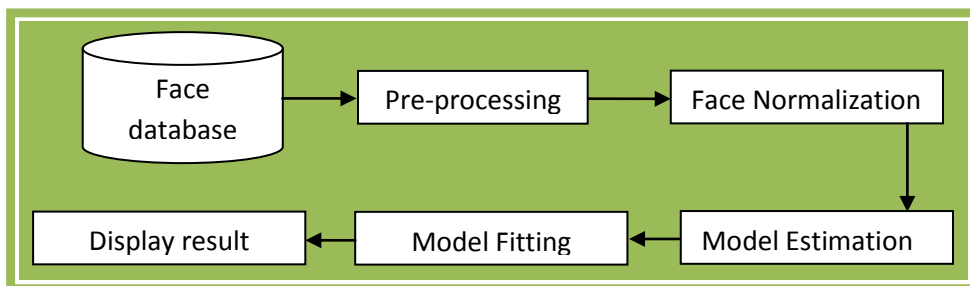 Face
database
Pre-processing
Face Normalization
Model Estimation
Model Fitting
Display result